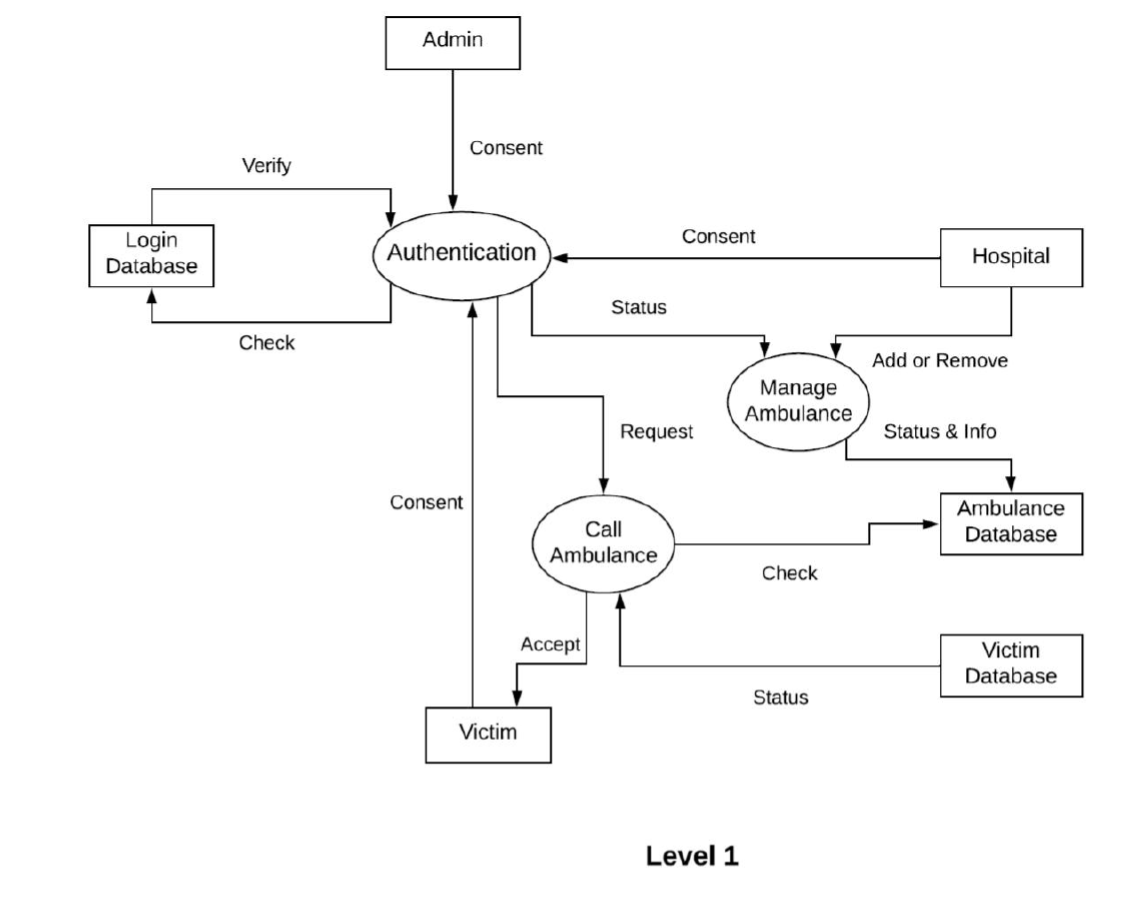 Admin
Consent
Verify
Login
Database
Authentication
Consent
Hospital
Status
Check
Add or Remove
Manage
Ambulance
Request
Status & Info
Consent
Ambulance
Database
Call
Ambulance
Check
Accept
Victim
Database
Status
Victim
Level 1